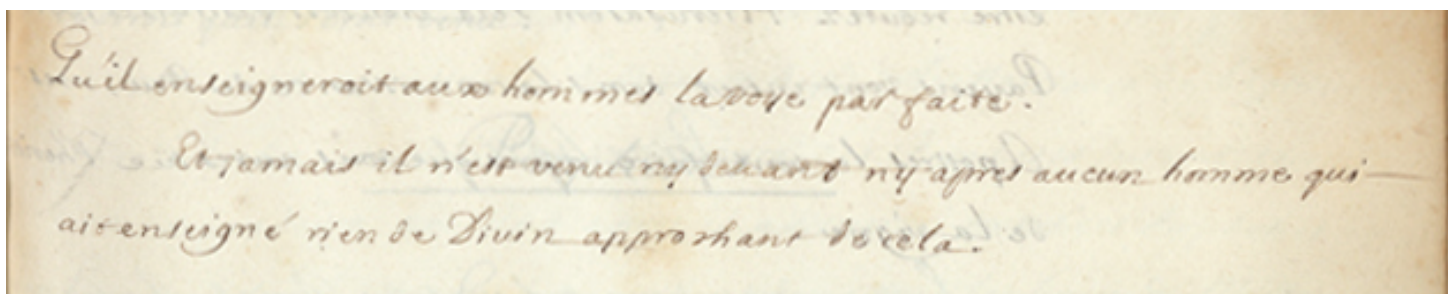 Qu'il enseigneroit aux hommes la voye parfaite.
Et jamais il n'est venu ny devant ny apres aucun homme qui
ait enseigné rien de Divin approchant de cela.